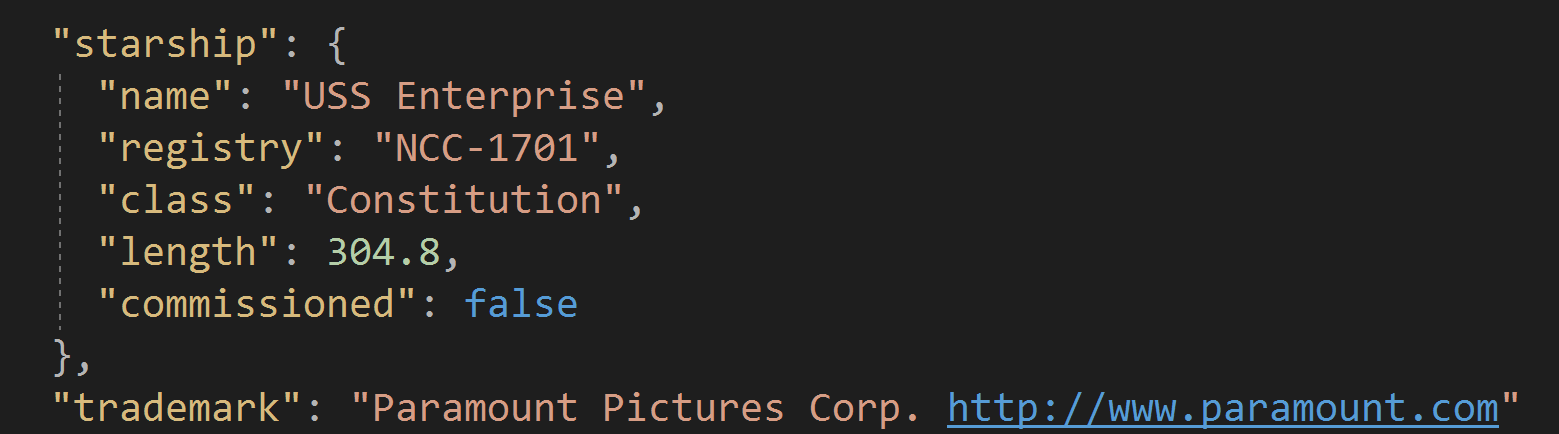 "starship": {
"name": "USS Enterprise",
"registry": "NCC-1701",
"class": "Constitution",
"length": 304.8,
"commissioned": false
},
"trademark": "Paramount Pictures Corp. http://www.paramount.com"